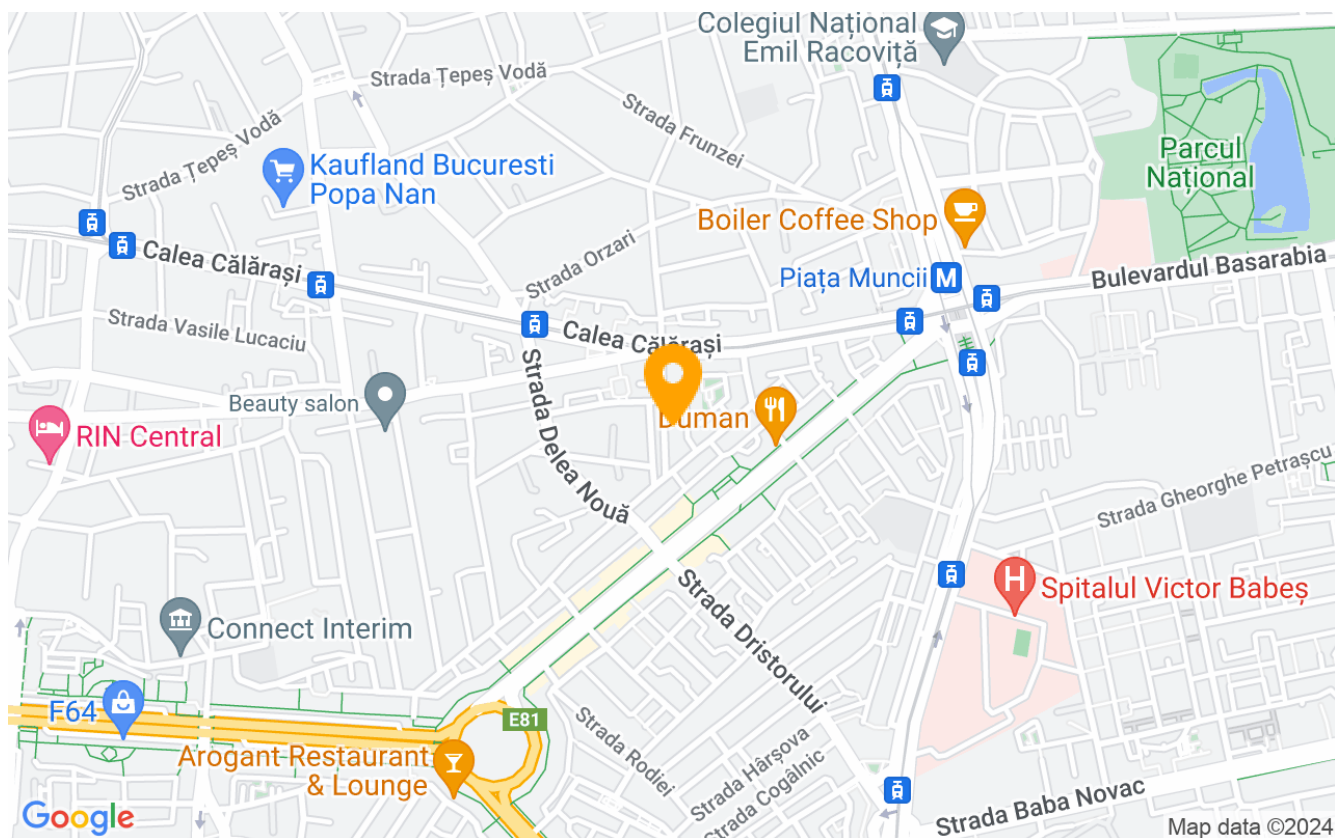 Colegiul Național
Emil Racoviță
Strada Țepeș Vodă
Strada Frunzei
Strada Țepeș Vodă
Kaufland Bucuresti
Popa Nan
Parcul
Național
Boiler Coffee Shop
Calea Călărași
Strada Orzari
Piața Muncii
M
Bulevardul Basarabia
Strada Vasile Lucaciu
Calea Călărași
Strada Delea Nouă
Beauty salon
Duman
RIN Central
Strada Gheorghe Petrașcu
H
Spitalul Victor Babeș
Strada Dristorului
Connect Interim
F64
E81
Arogant Restaurant
& Lounge
Strada Rodiei
Strada Hârșova
Strada Cogâlnic
Strada Baba Novac
Google
Map data ©2024